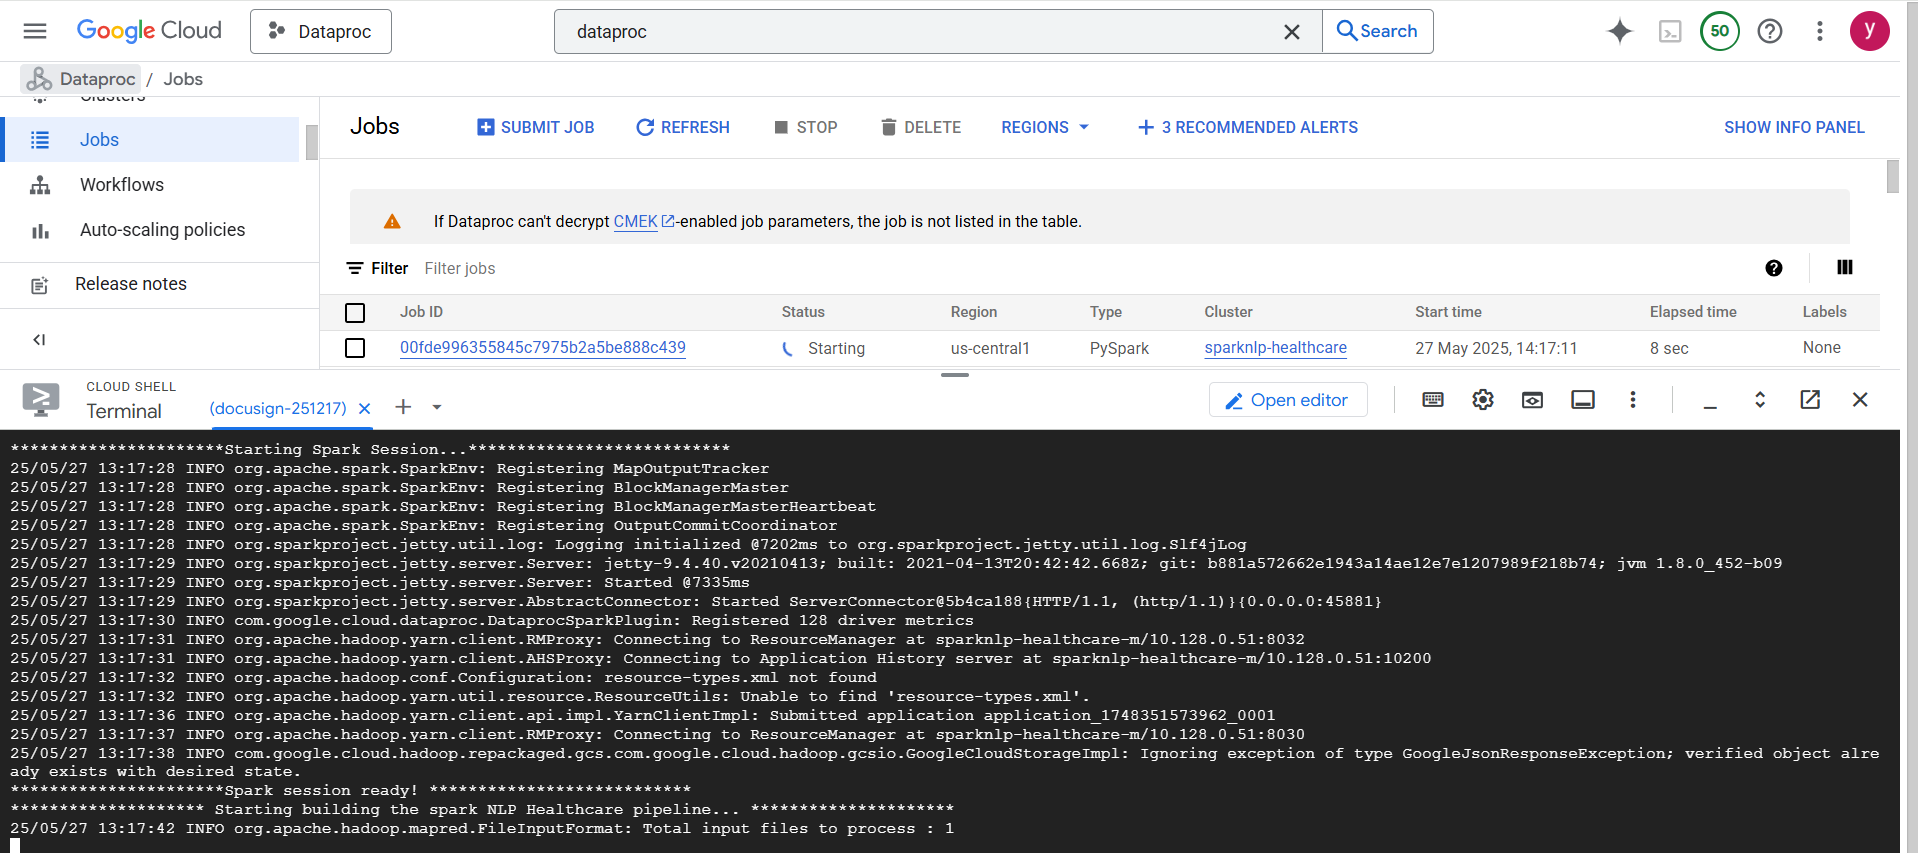 Google Cloud
Dataproc
dataproc
Search
50
y
Dataproc / Jobs
Clusters
Jobs
Workflows
Auto-scaling policies
Release notes
Jobs
SUBMIT JOB
REFRESH
STOP
DELETE
REGIONS
3 RECOMMENDED ALERTS
SHOW INFO PANEL
If Dataproc can't decrypt CMEK-enabled job parameters, the job is not listed in the table.
Filter Filter jobs
Job ID Status Region Type Cluster Start time Elapsed time Labels
00fde996355845c7975b2a5be888c439 Starting us-central1 PySpark sparknlp-healthcare 27 May 2025, 14:17:11 8 sec None
CLOUD SHELL
Terminal
(docusign-251217)
Open editor
**********************Starting Spark Session...***************************
25/05/27 13:17:28 INFO org.apache.spark.SparkEnv: Registering MapOutputTracker
25/05/27 13:17:28 INFO org.apache.spark.SparkEnv: Registering BlockManagerMaster
25/05/27 13:17:28 INFO org.apache.spark.SparkEnv: Registering BlockManagerMasterHeartbeat
25/05/27 13:17:28 INFO org.apache.spark.SparkEnv: Registering OutputCommitCoordinator
25/05/27 13:17:28 INFO org.sparkproject.jetty.util.log: Logging initialized @7202ms to org.sparkproject.jetty.util.log.Slf4jLog
25/05/27 13:17:29 INFO org.sparkproject.jetty.server.Server: jetty-9.4.40.v20210413; built: 2021-04-13T20:42:42.668Z; git: b881a572662e1943a14ae12e7e1207989f218b74; jvm 1.8.0_452-b09
25/05/27 13:17:29 INFO org.sparkproject.jetty.server.Server: Started @7335ms
25/05/27 13:17:29 INFO org.sparkproject.jetty.server.AbstractConnector: Started ServerConnector@5b4ca188{HTTP/1.1, (http/1.1)}{0.0.0.0:45881}
25/05/27 13:17:30 INFO com.google.cloud.dataproc.DataprocSparkPlugin: Registered 128 driver metrics
25/05/27 13:17:31 INFO org.apache.hadoop.yarn.client.RMProxy: Connecting to ResourceManager at sparknlp-healthcare-m/10.128.0.51:8032
25/05/27 13:17:31 INFO org.apache.hadoop.yarn.client.AHSProxy: Connecting to Application History server at sparknlp-healthcare-m/10.128.0.51:10200
25/05/27 13:17:32 INFO org.apache.hadoop.conf.Configuration: resource-types.xml not found
25/05/27 13:17:32 INFO org.apache.hadoop.yarn.util.resource.ResourceUtils: Unable to find 'resource-types.xml'.
25/05/27 13:17:36 INFO org.apache.hadoop.yarn.client.api.impl.YarnClientImpl: Submitted application application_1748351573962_0001
25/05/27 13:17:37 INFO org.apache.hadoop.yarn.client.RMProxy: Connecting to ResourceManager at sparknlp-healthcare-m/10.128.0.51:8030
25/05/27 13:17:38 INFO com.google.cloud.hadoop.repackaged.gcs.com.google.cloud.hadoop.gcsio.GoogleCloudStorageImpl: Ignoring exception of type GoogleJsonResponseException; verified object alre
ady exists with desired state.
**********************Spark session ready! ***************************
******************** Starting building the spark NLP Healthcare pipeline... *********************
25/05/27 13:17:42 INFO org.apache.hadoop.mapred.FileInputFormat: Total input files to process : 1